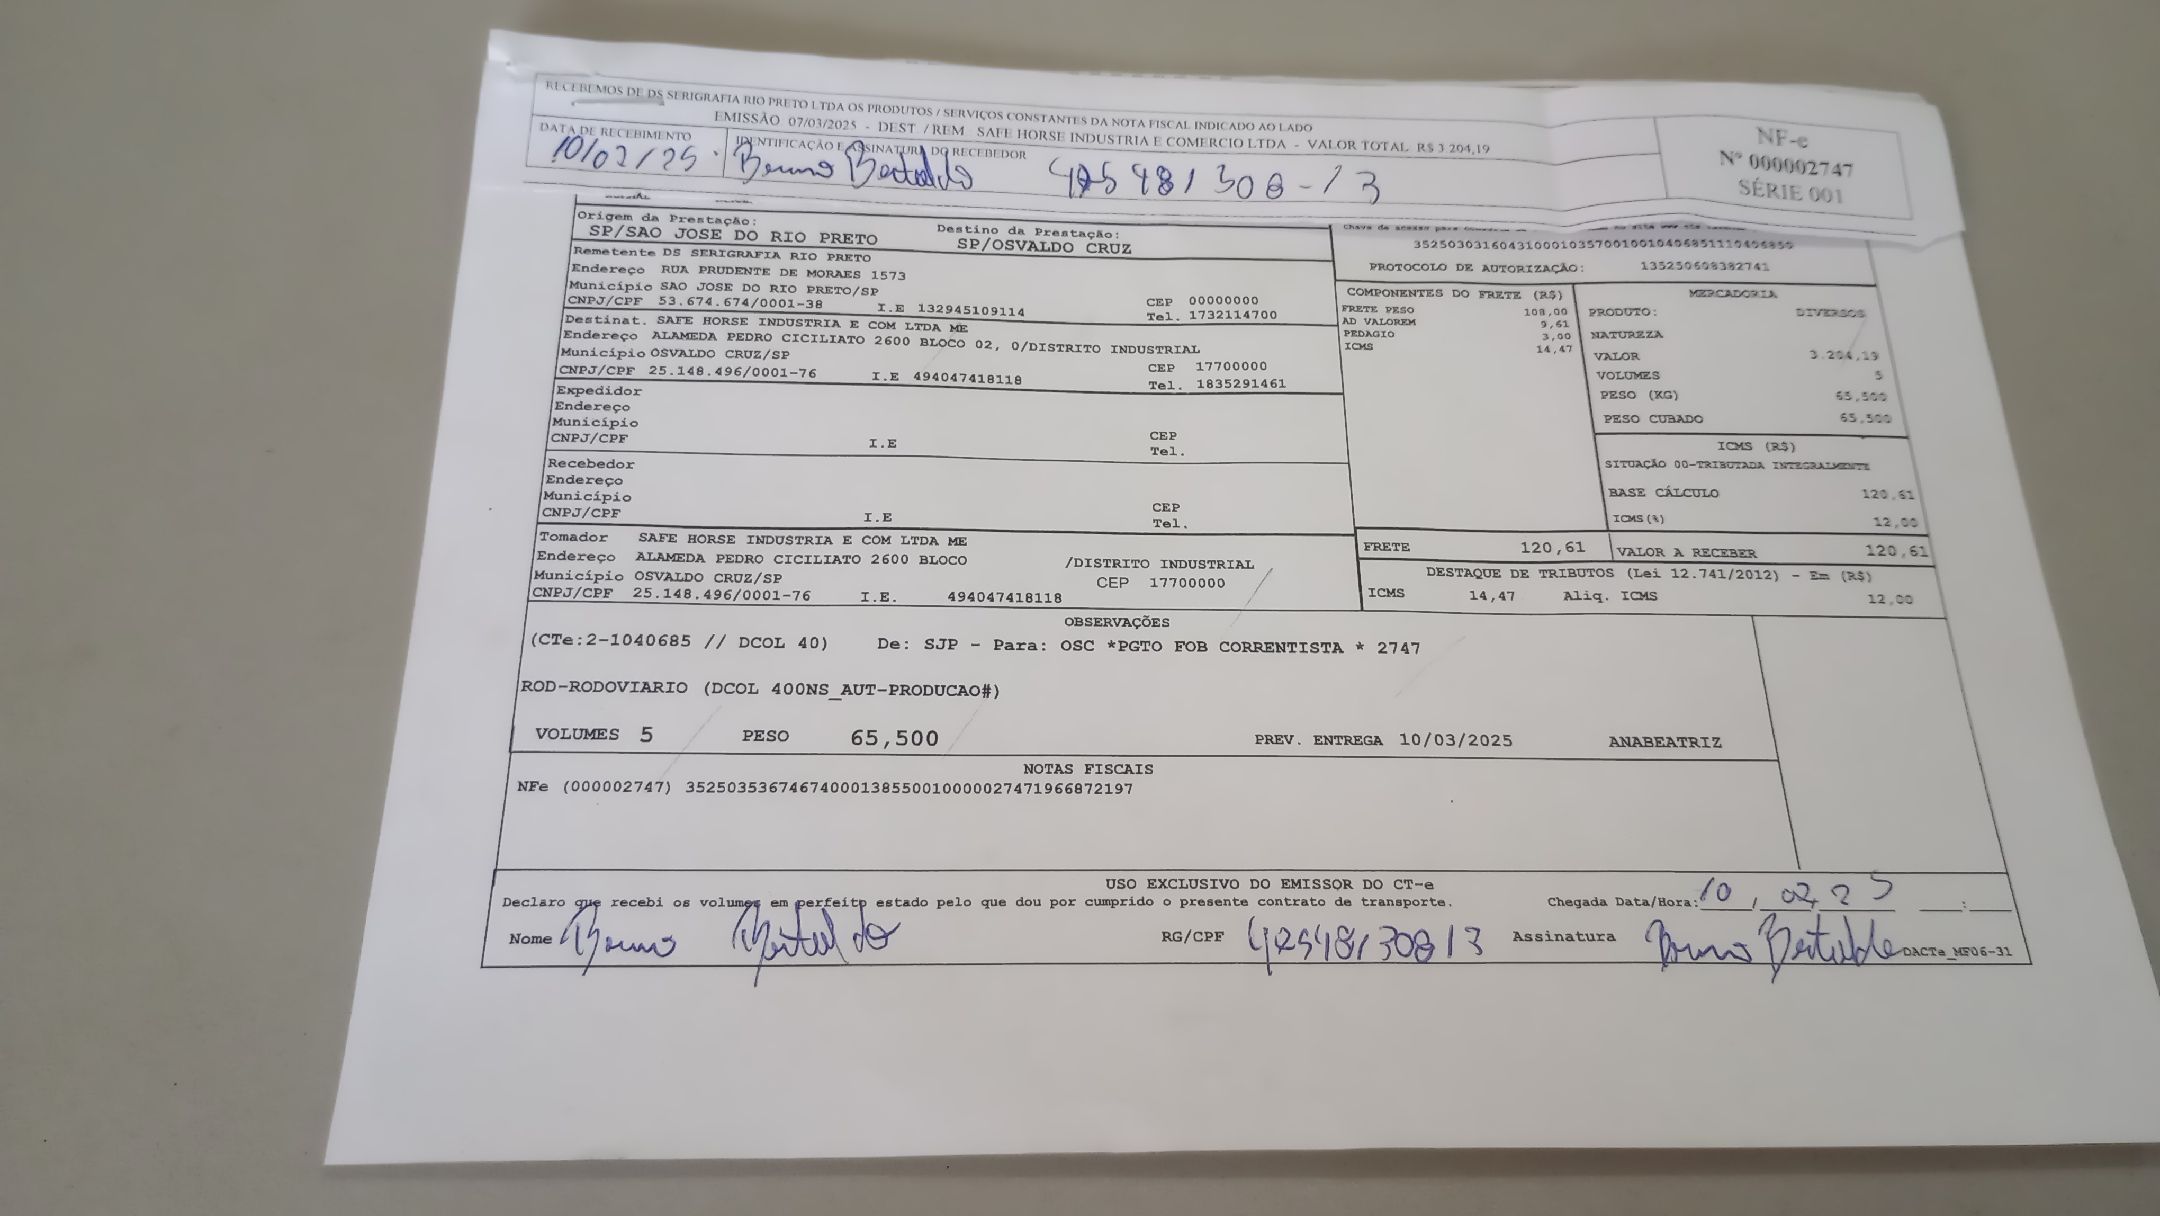 RECEBEMOS DE DS SERIGRAFIA RIO PRETO LTDA OS PRODUTOS / SERVIÇOS CONSTANTES DA NOTA FISCAL INDICADO AO LADO
EMISSÃO 07/03/2025 - DEST. / REM SAFE HORSE INDUSTRIA E COMERCIO LTDA - VALOR TOTAL R$ 3 204,19
DATA DE RECEBIMENTO IDENTIFICAÇÃO E ASSINATURA DO RECEBEDOR
10/02/25 Bruno Bertaldo
NF-e
Nº 000002747
SÉRIE 001
Origem da Prestação: Destino da Prestação:
SP/SAO JOSE DO RIO PRETO SP/OSVALDO CRUZ
Remetente DS SERIGRAFIA RIO PRETO
Endereço RUA PRUDENTE DE MORAES 1573
Município SAO JOSE DO RIO PRETO/SP
CNPJ/CPF 53.674.674/0001-38 I.E 132945109114
CEP 00000000
Tel. 1732114700
Destinat. SAFE HORSE INDUSTRIA E COM LTDA ME
Endereço ALAMEDA PEDRO CICILIATO 2600 BLOCO 02, 0/DISTRITO INDUSTRIAL
Município OSVALDO CRUZ/SP CEP 17700000
CNPJ/CPF 25.148.496/0001-76 I.E 494047418118 Tel. 1835291461
Expedidor
Endereço
Município CEP
CNPJ/CPF I.E Tel.
Recebedor
Endereço
Município CEP
CNPJ/CPF I.E Tel.
Tomador SAFE HORSE INDUSTRIA E COM LTDA ME
Endereço ALAMEDA PEDRO CICILIATO 2600 BLOCO /DISTRITO INDUSTRIAL
Município OSVALDO CRUZ/SP CEP 17700000
CNPJ/CPF 25.148.496/0001-76 I.E. 494047418118
PROTOCOLO DE AUTORIZAÇÃO: 135250608382741
COMPONENTES DO FRETE (R$)
FRETE PESO 108,00
AD VALOREM 9,61
PEDAGIO 3,00
ICMS 14,47
MERCADORIA
PRODUTO: DIVERSOS
NATUREZA
VALOR 3.204,19
VOLUMES 5
PESO (KG) 65,500
PESO CUBADO 65,500
ICMS (R$)
SITUAÇÃO 00-TRIBUTADA INTEGRALMENTE
BASE CÁLCULO 120,61
ICMS(%) 12,00
FRETE 120,61 VALOR A RECEBER 120,61
DESTAQUE DE TRIBUTOS (Lei 12.741/2012) - Em (R$)
ICMS 14,47 Aliq. ICMS 12,00
OBSERVAÇÕES
(CTe:2-1040685 // DCOL 40) De: SJP - Para: OSC *PGTO FOB CORRENTISTA * 2747
ROD-RODOVIARIO (DCOL 400NS_AUT-PRODUCAO#)
VOLUMES 5 PESO 65,500 PREV. ENTREGA 10/03/2025 ANABEATRIZ
NOTAS FISCAIS
NFe (000002747) 35250353674674000138550010000027471966872197
USO EXCLUSIVO DO EMISSOR DO CT-e
Declaro que recebi os volumes em perfeito estado pelo que dou por cumprido o presente contrato de transporte. Chegada Data/Hora: 10, 02, 25 __:__
Nome Bruno Bertaldo RG/CPF Assinatura Bruno Bertaldo DACTe_MF06-31